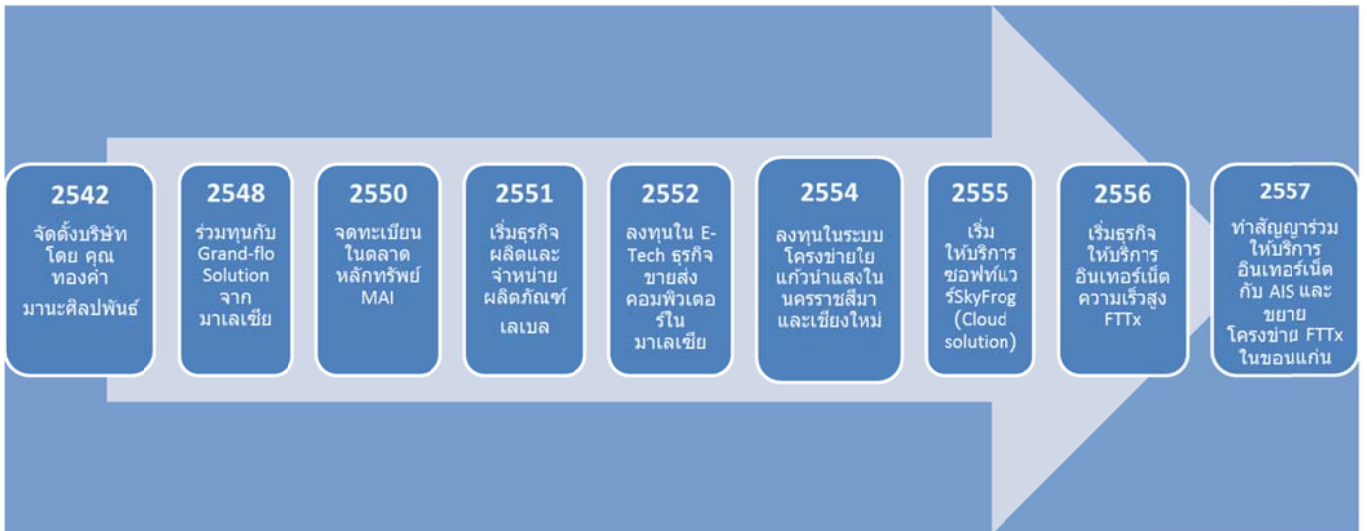 2542
จัดตั้งบริษัท
โดย คุณ
ทองคำ
มานะศิลปพันธ์
2548
ร่วมทุนกับ
Grand-flo
Solution
จาก
มาเลเซีย
2550
จดทะเบียน
ในตลาด
หลักทรัพย์
MAI
2551
เริ่มธุรกิจ
ผลิตและ
จำหน่าย
ผลิตภัณฑ์
เลเบล
2552
ลงทุนใน E-
Tech ธุรกิจ
ขายส่ง
คอมพิวเตอ
ร์ใน
มาเลเซีย
2554
ลงทุนในระบบ
โครงข่ายใย
แก้วนำแสงใน
นครราชสีมา
และเชียงใหม่
2555
เริ่ม
ให้บริการ
ซอฟท์แว
ร์SkyFrog
(Cloud
solution)
2556
เริ่มธุรกิจ
ให้บริการ
อินเทอร์เน็ต
ความเร็วสูง
FTTx
2557
ทำสัญญาร่วม
ให้บริการ
อินเทอร์เน็ต
กับ AIS และ
ขยาย
โครงข่าย FTTx
ในขอนแก่น